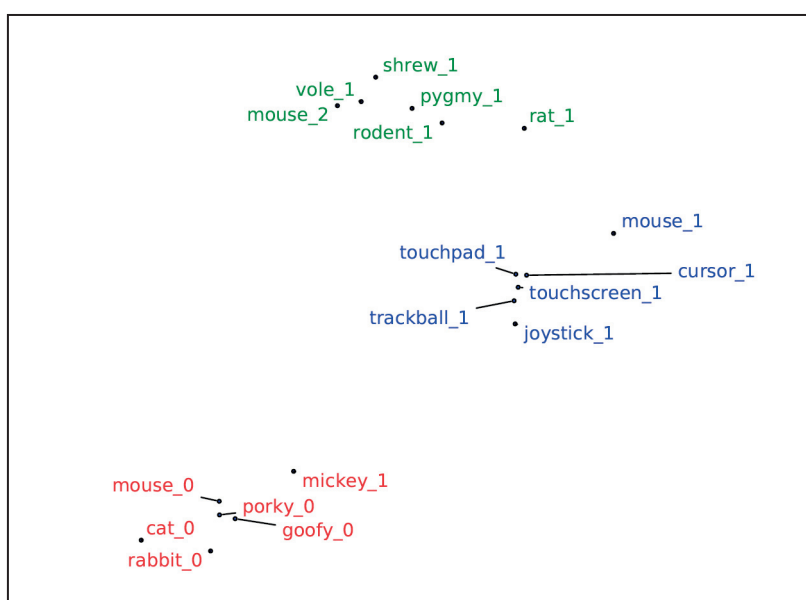 shrew_1
vole_1
pygmy_1
mouse_2
rat_1
rodent_1
mouse_1
touchpad_1
cursor_1
touchscreen_1
trackball_1
joystick_1
mickey_1
mouse_0
porky_0
cat_0
goofy_0
rabbit_0